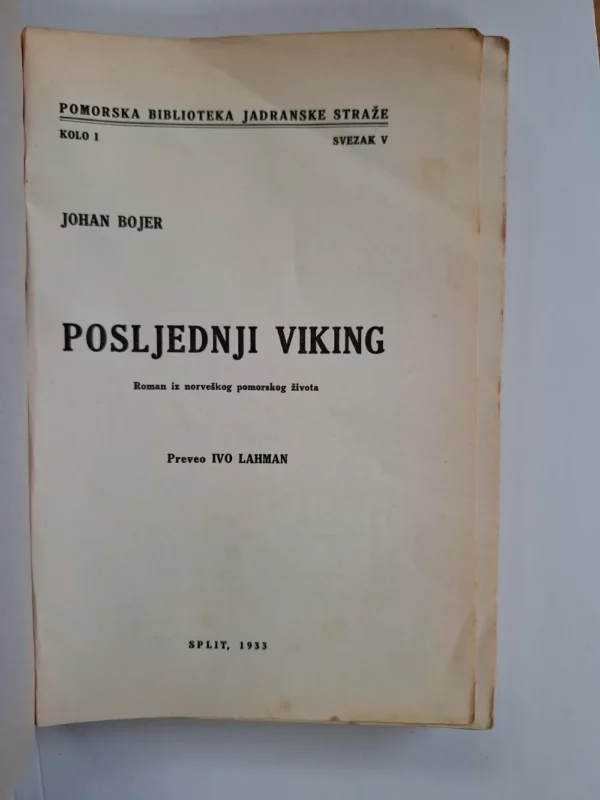 POMORSKA BIBLIOTEKA JADRANSKE STRAŽE
KOLO I SVEZAK V
JOHAN BOJER
POSLJEDNJI VIKING
Roman iz norveškog pomorskog života
Preveo IVO LAHMAN
SPLIT, 1933